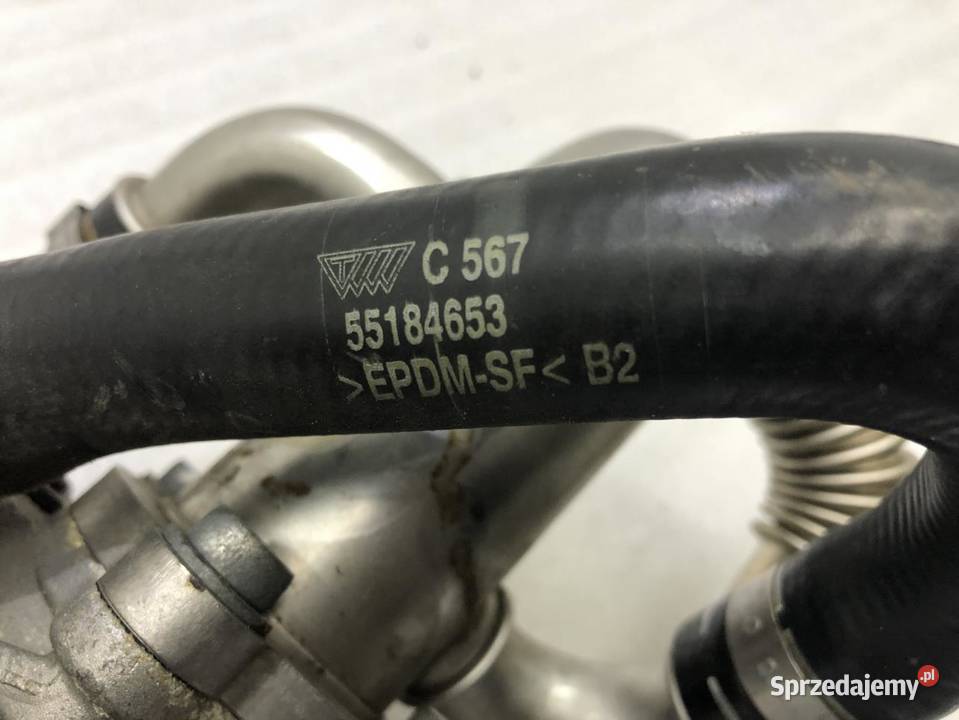 C 567
55184653
>EPDM-SF< B2
Sprzedajemy.pl